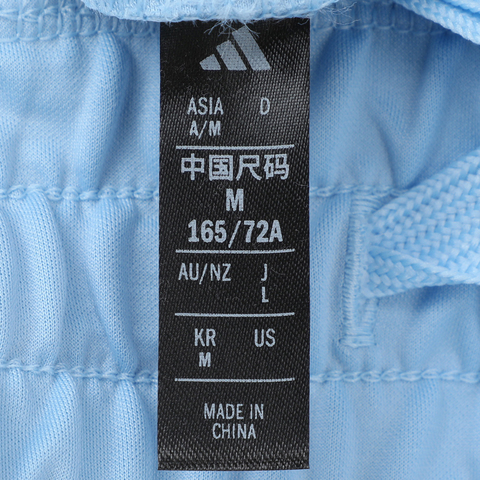 ASIA D
A/M
中国尺码
M
165/72A
AU/NZ J
L
KR US
M
MADE IN
CHINA